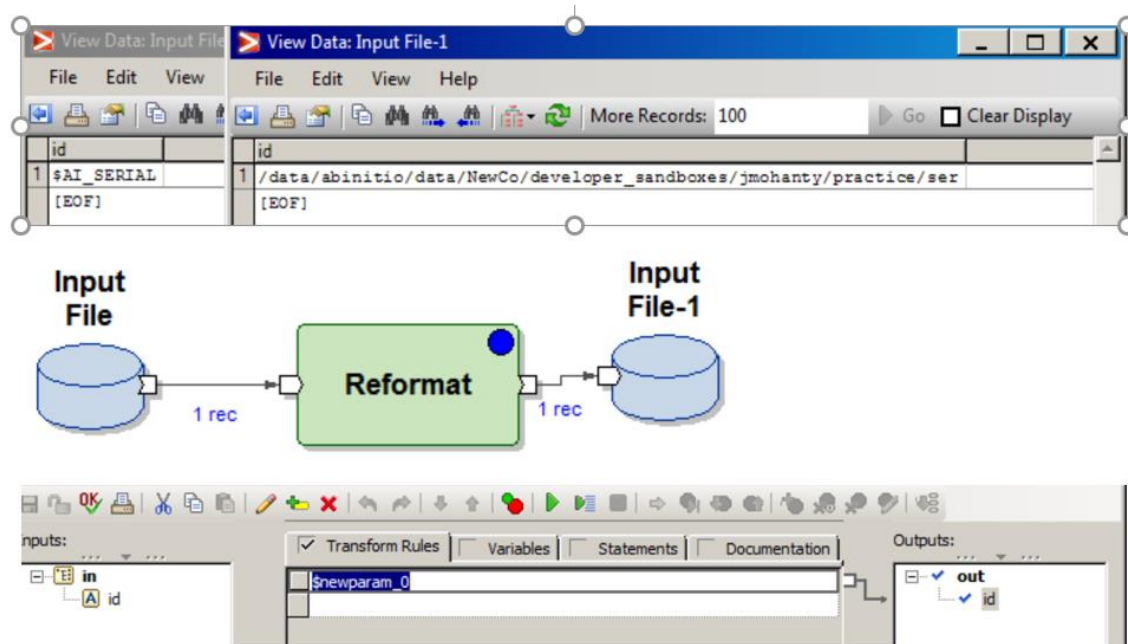 View Data: Input File
File Edit View
id
1 $AI_SERIAL
[EOF]
View Data: Input File-1
File Edit View Help
More Records: 100 Go Clear Display
id
1 /data/abinitio/data/NewCo/developer_sandboxes/jmohanty/practice/ser
[EOF]
Input
File
Input
File-1
Reformat
1 rec
1 rec
OK
nputs:
Transform Rules Variables Statements Documentation
Outputs:
in
A id
$newparam_0
out
id